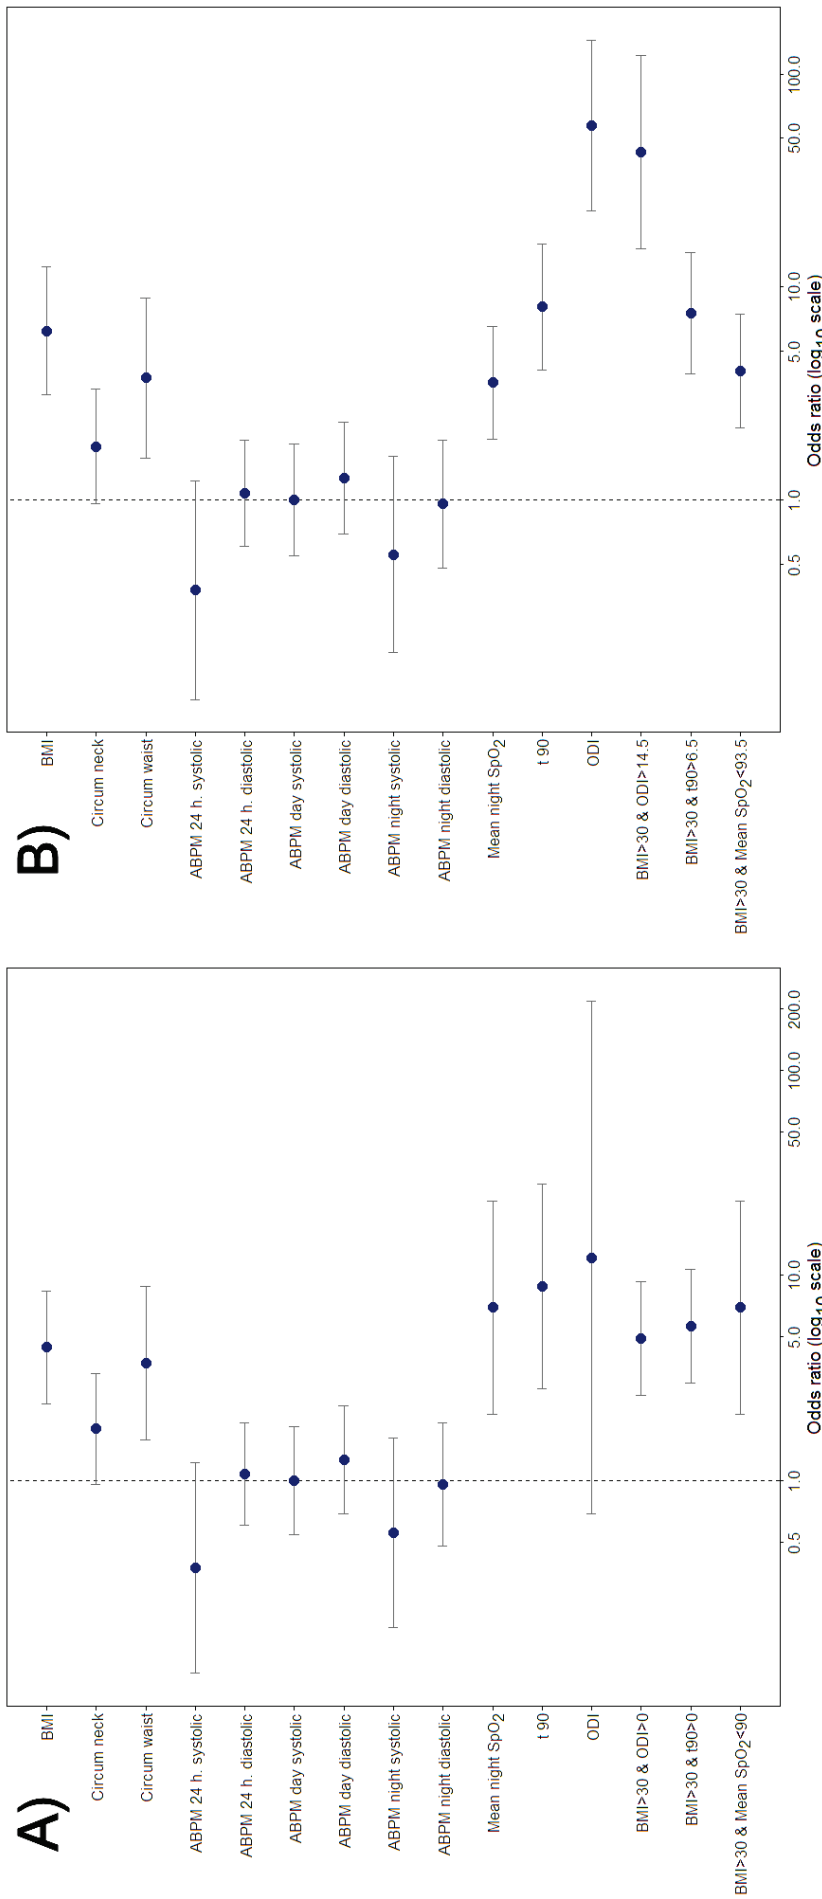 A)
BMI
Circum neck
Circum waist
ABPM 24 h. systolic
ABPM 24 h. diastolic
ABPM day systolic
ABPM day diastolic
ABPM night systolic
ABPM night diastolic
Mean night SpO2
t 90
ODI
BMI>30 & ODI>0
BMI>30 & t90>0
BMI>30 & Mean SpO2<90
0.5 1.0 5.0 10.0 50.0 100.0 200.0
Odds ratio (log10 scale)
B)
BMI
Circum neck
Circum waist
ABPM 24 h. systolic
ABPM 24 h. diastolic
ABPM day systolic
ABPM day diastolic
ABPM night systolic
ABPM night diastolic
Mean night SpO2
t 90
ODI
BMI>30 & ODI>14.5
BMI>30 & t90>6.5
BMI>30 & Mean SpO2<93.5
0.5 1.0 5.0 10.0 50.0 100.0
Odds ratio (log10 scale)